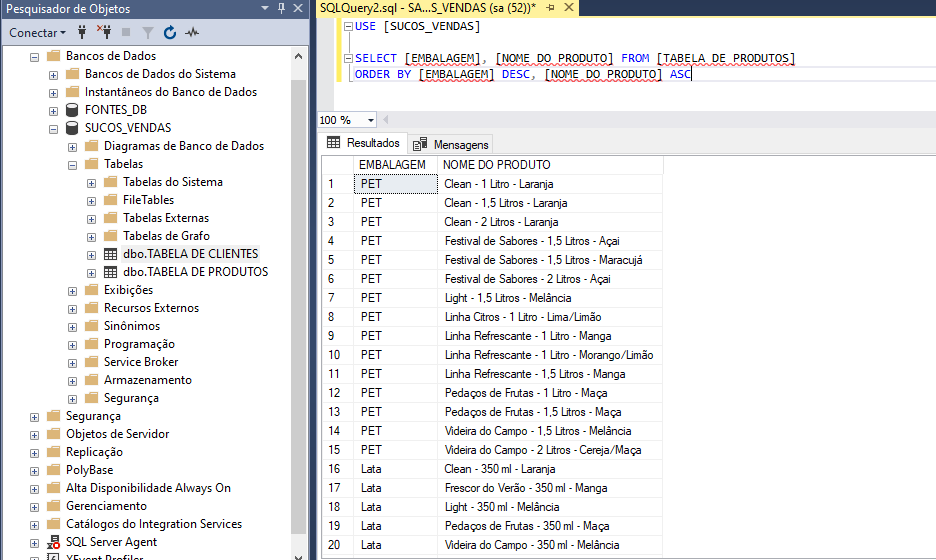 Pesquisador de Objetos
Conectar
Bancos de Dados
Bancos de Dados do Sistema
Instantâneos do Banco de Dados
FONTES_DB
SUCOS_VENDAS
Diagramas de Banco de Dados
Tabelas
Tabelas do Sistema
FileTables
Tabelas Externas
Tabelas de Grafo
dbo.TABELA DE CLIENTES
dbo.TABELA DE PRODUTOS
Exibições
Recursos Externos
Sinônimos
Programação
Service Broker
Armazenamento
Segurança
Segurança
Objetos de Servidor
Replicação
PolyBase
Alta Disponibilidade Always On
Gerenciamento
Catálogos do Integration Services
SQL Server Agent
XEvent Profiler
SQLQuery2.sql - SA...S_VENDAS (sa (52))*
USE [SUCOS_VENDAS]
SELECT [EMBALAGEM], [NOME DO PRODUTO] FROM [TABELA DE PRODUTOS]
ORDER BY [EMBALAGEM] DESC, [NOME DO PRODUTO] ASC
100 %
Resultados Mensagens
EMBALAGEM NOME DO PRODUTO
1 PET Clean - 1 Litro - Laranja
2 PET Clean - 1,5 Litros - Laranja
3 PET Clean - 2 Litros - Laranja
4 PET Festival de Sabores - 1,5 Litros - Açai
5 PET Festival de Sabores - 1,5 Litros - Maracujá
6 PET Festival de Sabores - 2 Litros - Açai
7 PET Light - 1,5 Litros - Melância
8 PET Linha Citros - 1 Litro - Lima/Limão
9 PET Linha Refrescante - 1 Litro - Manga
10 PET Linha Refrescante - 1 Litro - Morango/Limão
11 PET Linha Refrescante - 1,5 Litros - Manga
12 PET Pedaços de Frutas - 1 Litro - Maça
13 PET Pedaços de Frutas - 1,5 Litros - Maça
14 PET Videira do Campo - 1,5 Litros - Melância
15 PET Videira do Campo - 2 Litros - Cereja/Maça
16 Lata Clean - 350 ml - Laranja
17 Lata Frescor do Verão - 350 ml - Manga
18 Lata Light - 350 ml - Melância
19 Lata Pedaços de Frutas - 350 ml - Maça
20 Lata Videira do Campo - 350 ml - Melância